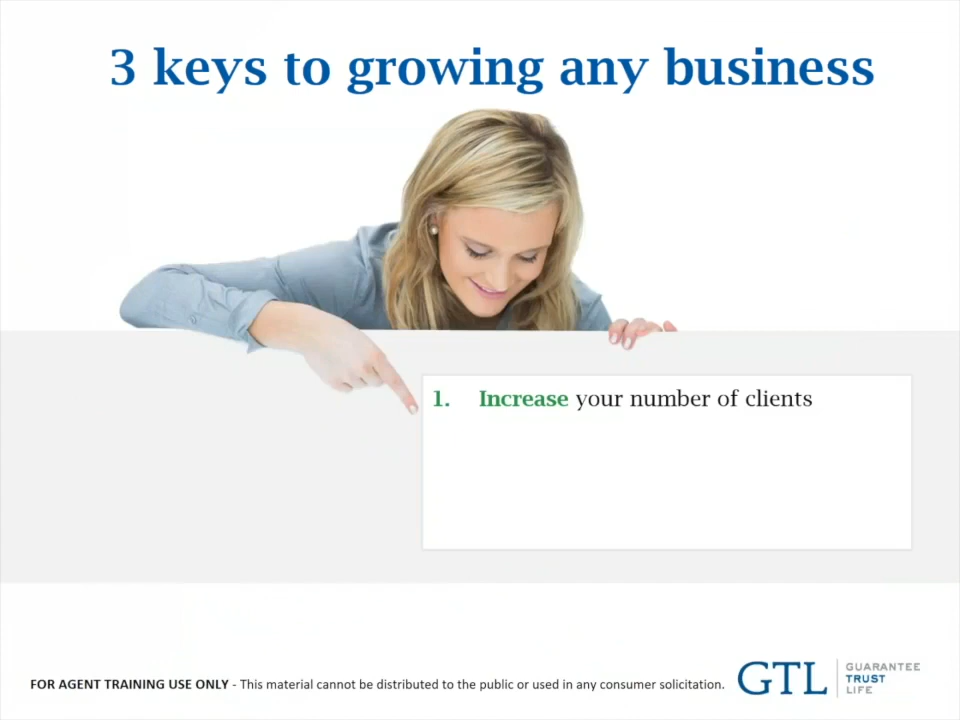 3 keys to growing any business
1. Increase your number of clients
FOR AGENT TRAINING USE ONLY - This material cannot be distributed to the public or used in any consumer solicitation.
GTL
GUARANTEE
TRUST
LIFE